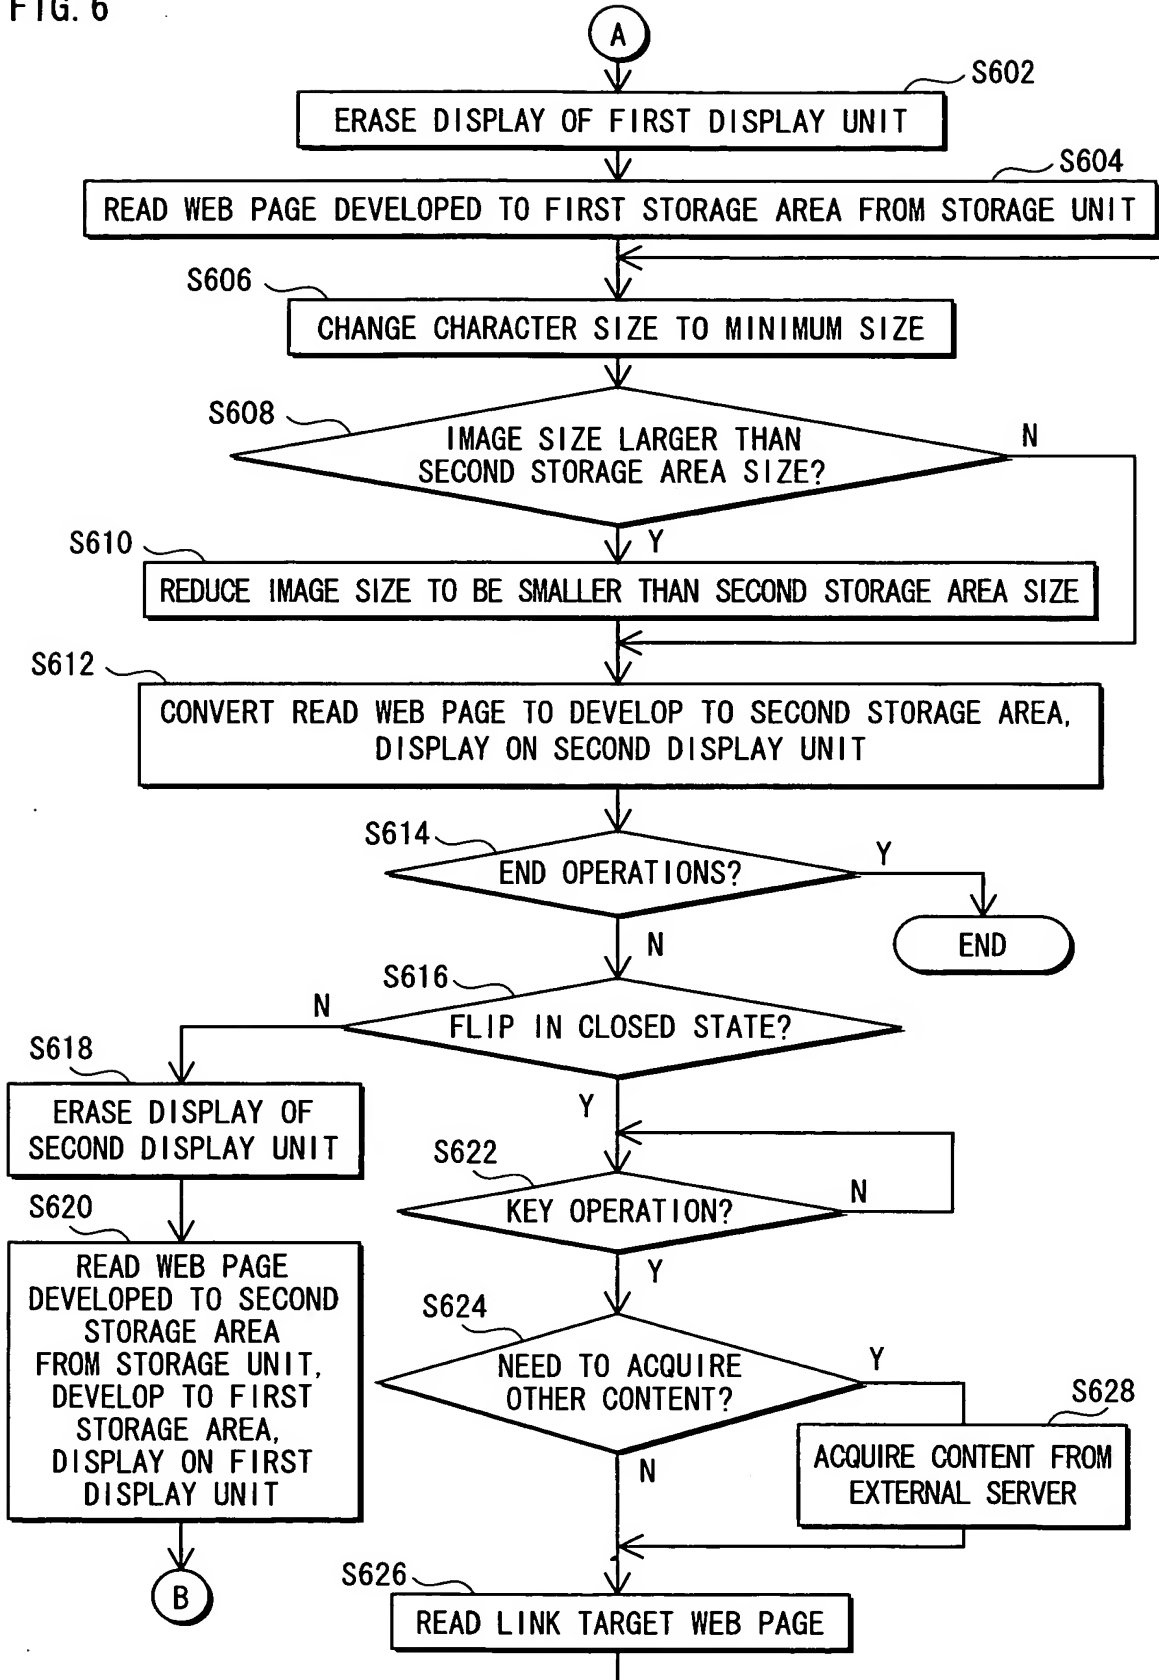 FIG. 6
A
S602
ERASE DISPLAY OF FIRST DISPLAY UNIT
S604
READ WEB PAGE DEVELOPED TO FIRST STORAGE AREA FROM STORAGE UNIT
S606
CHANGE CHARACTER SIZE TO MINIMUM SIZE
S608
IMAGE SIZE LARGER THAN
SECOND STORAGE AREA SIZE?
N
Y
S610
REDUCE IMAGE SIZE TO BE SMALLER THAN SECOND STORAGE AREA SIZE
S612
CONVERT READ WEB PAGE TO DEVELOP TO SECOND STORAGE AREA,
DISPLAY ON SECOND DISPLAY UNIT
S614
END OPERATIONS?
Y
END
N
S616
FLIP IN CLOSED STATE?
N
Y
S618
ERASE DISPLAY OF
SECOND DISPLAY UNIT
S620
READ WEB PAGE
DEVELOPED TO SECOND
STORAGE AREA
FROM STORAGE UNIT,
DEVELOP TO FIRST
STORAGE AREA,
DISPLAY ON FIRST
DISPLAY UNIT
B
S622
KEY OPERATION?
N
Y
S624
NEED TO ACQUIRE
OTHER CONTENT?
Y
N
S628
ACQUIRE CONTENT FROM
EXTERNAL SERVER
S626
READ LINK TARGET WEB PAGE